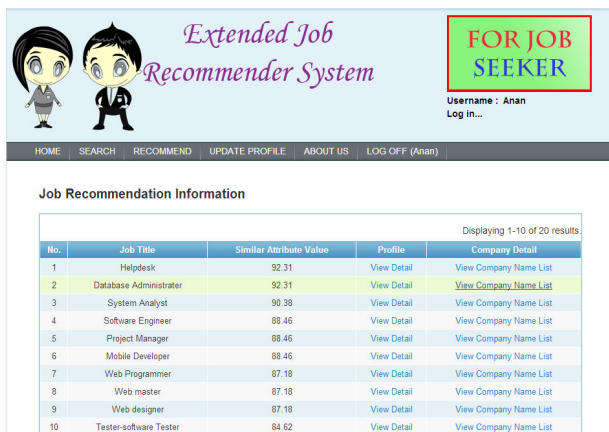 Extended Job
Recommender System
FOR JOB
SEEKER
Username : Anan
Log in...
HOME SEARCH RECOMMEND UPDATE PROFILE ABOUT US LOG OFF (Anan)
Job Recommendation Information
Displaying 1-10 of 20 results.
No. Job Title Similar Attribute Value Profile Company Detail
1 Helpdesk 92.31 View Detail View Company Name List
2 Database Administrater 92.31 View Detail View Company Name List
3 System Analyst 90.38 View Detail View Company Name List
4 Software Engineer 88.46 View Detail View Company Name List
5 Project Manager 88.46 View Detail View Company Name List
6 Mobile Developer 88.46 View Detail View Company Name List
7 Web Programmer 87.18 View Detail View Company Name List
8 Web master 87.18 View Detail View Company Name List
9 Web designer 87.18 View Detail View Company Name List
10 Tester-software Tester 84.62 View Detail View Company Name List